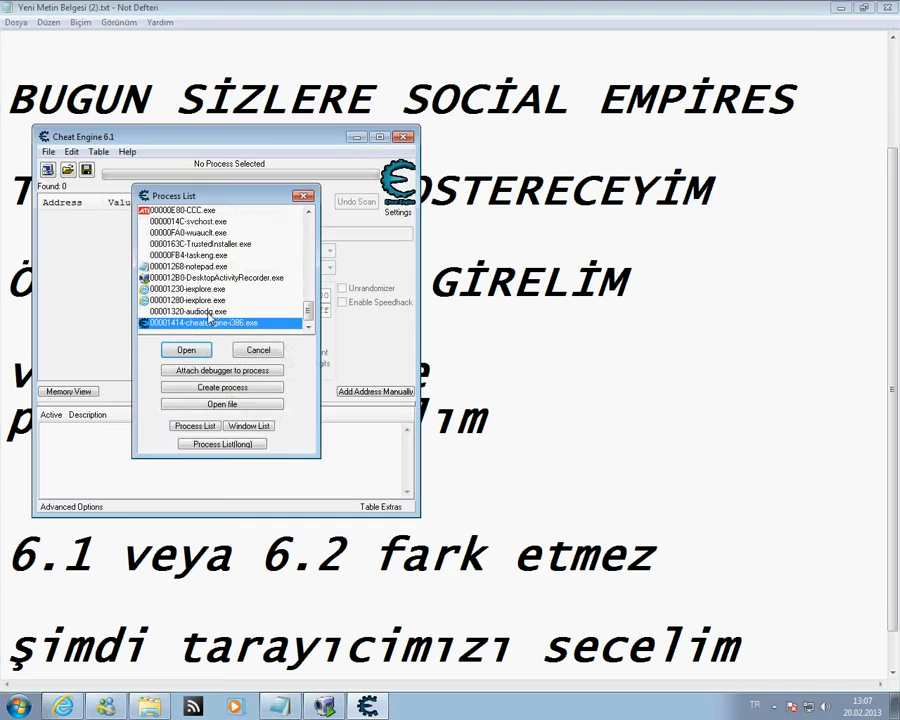 Yeni Metin Belgesi (2).txt - Not Defteri
Dosya Düzen Biçim Görünüm Yardım
BUGUN SİZLERE SOCİAL EMPİRES
Cheat Engine 6.1
File Edit Table Help
No Process Selected
Found: 0
Address Valu
Undo Scan
Settings
Process List
00000E80-CCC.exe
0000014C-svchost.exe
00000FA0-wuauclt.exe
0000163C-TrustedInstaller.exe
00000FB4-taskeng.exe
00001268-notepad.exe
000012B0-DesktopActivityRecorder.exe
00001230-iexplore.exe
00001280-iexplore.exe
00001320-audiodg.exe
00001414-cheatengine-i386.exe
Open Cancel
Attach debugger to process
Create process
Open file
Process List Window List
Process List(long)
Unrandomizer
Enable Speedhack
Memory View
Add Address Manually
Active Description
Advanced Options
Table Extras
OSTERECEYİM
GİRELİM
6.1 veya 6.2 fark etmez
şimdi tarayıcimızı secelim
TR
13:07
20.02.2013